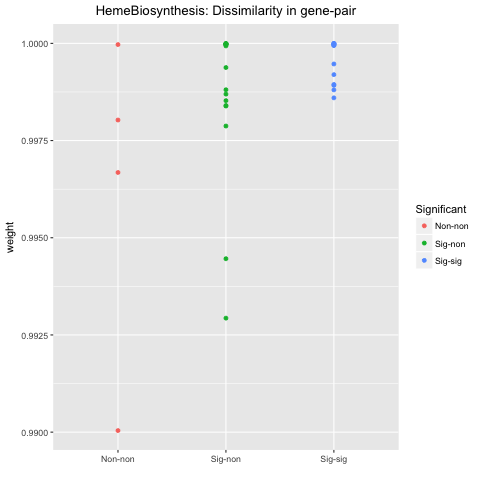 HemeBiosynthesis: Dissimilarity in gene-pair
1.0000
0.9975
0.9950
0.9925
0.9900
weight
Non-non
Sig-non
Sig-sig
Significant
Non-non
Sig-non
Sig-sig